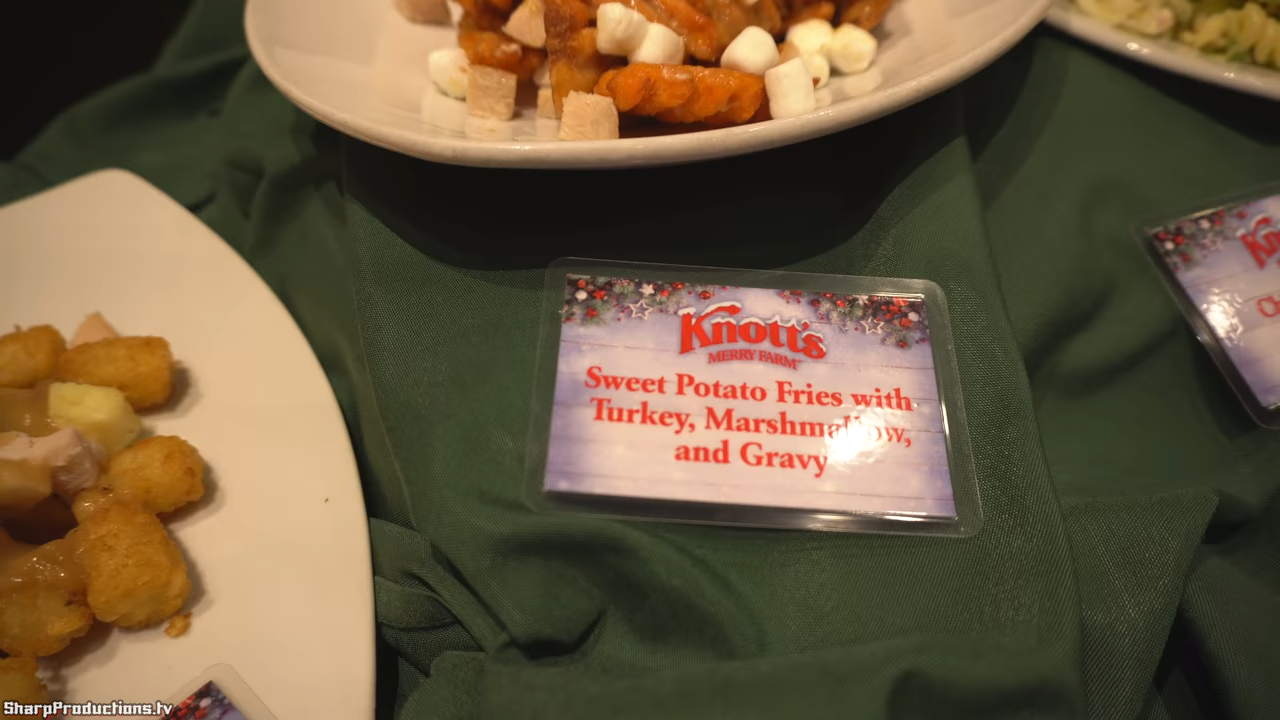 Knott's
MERRY FARM
Sweet Potato Fries with
Turkey, Marshmallow,
and Gravy
SharpProductions.tv